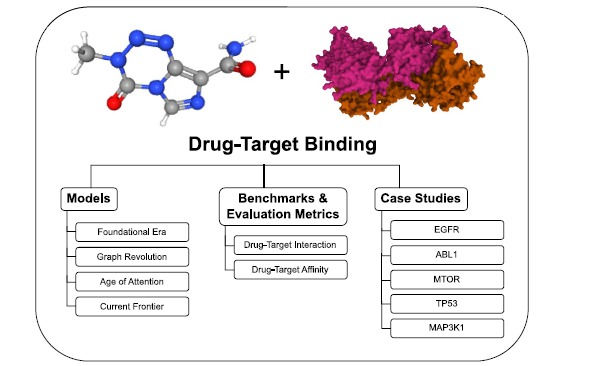 +
Drug-Target Binding
Models
Foundational Era
Graph Revolution
Age of Attention
Current Frontier
Benchmarks &
Evaluation Metrics
Drug-Target Interaction
Drug-Target Affinity
Case Studies
EGFR
ABL1
MTOR
TP53
MAP3K1